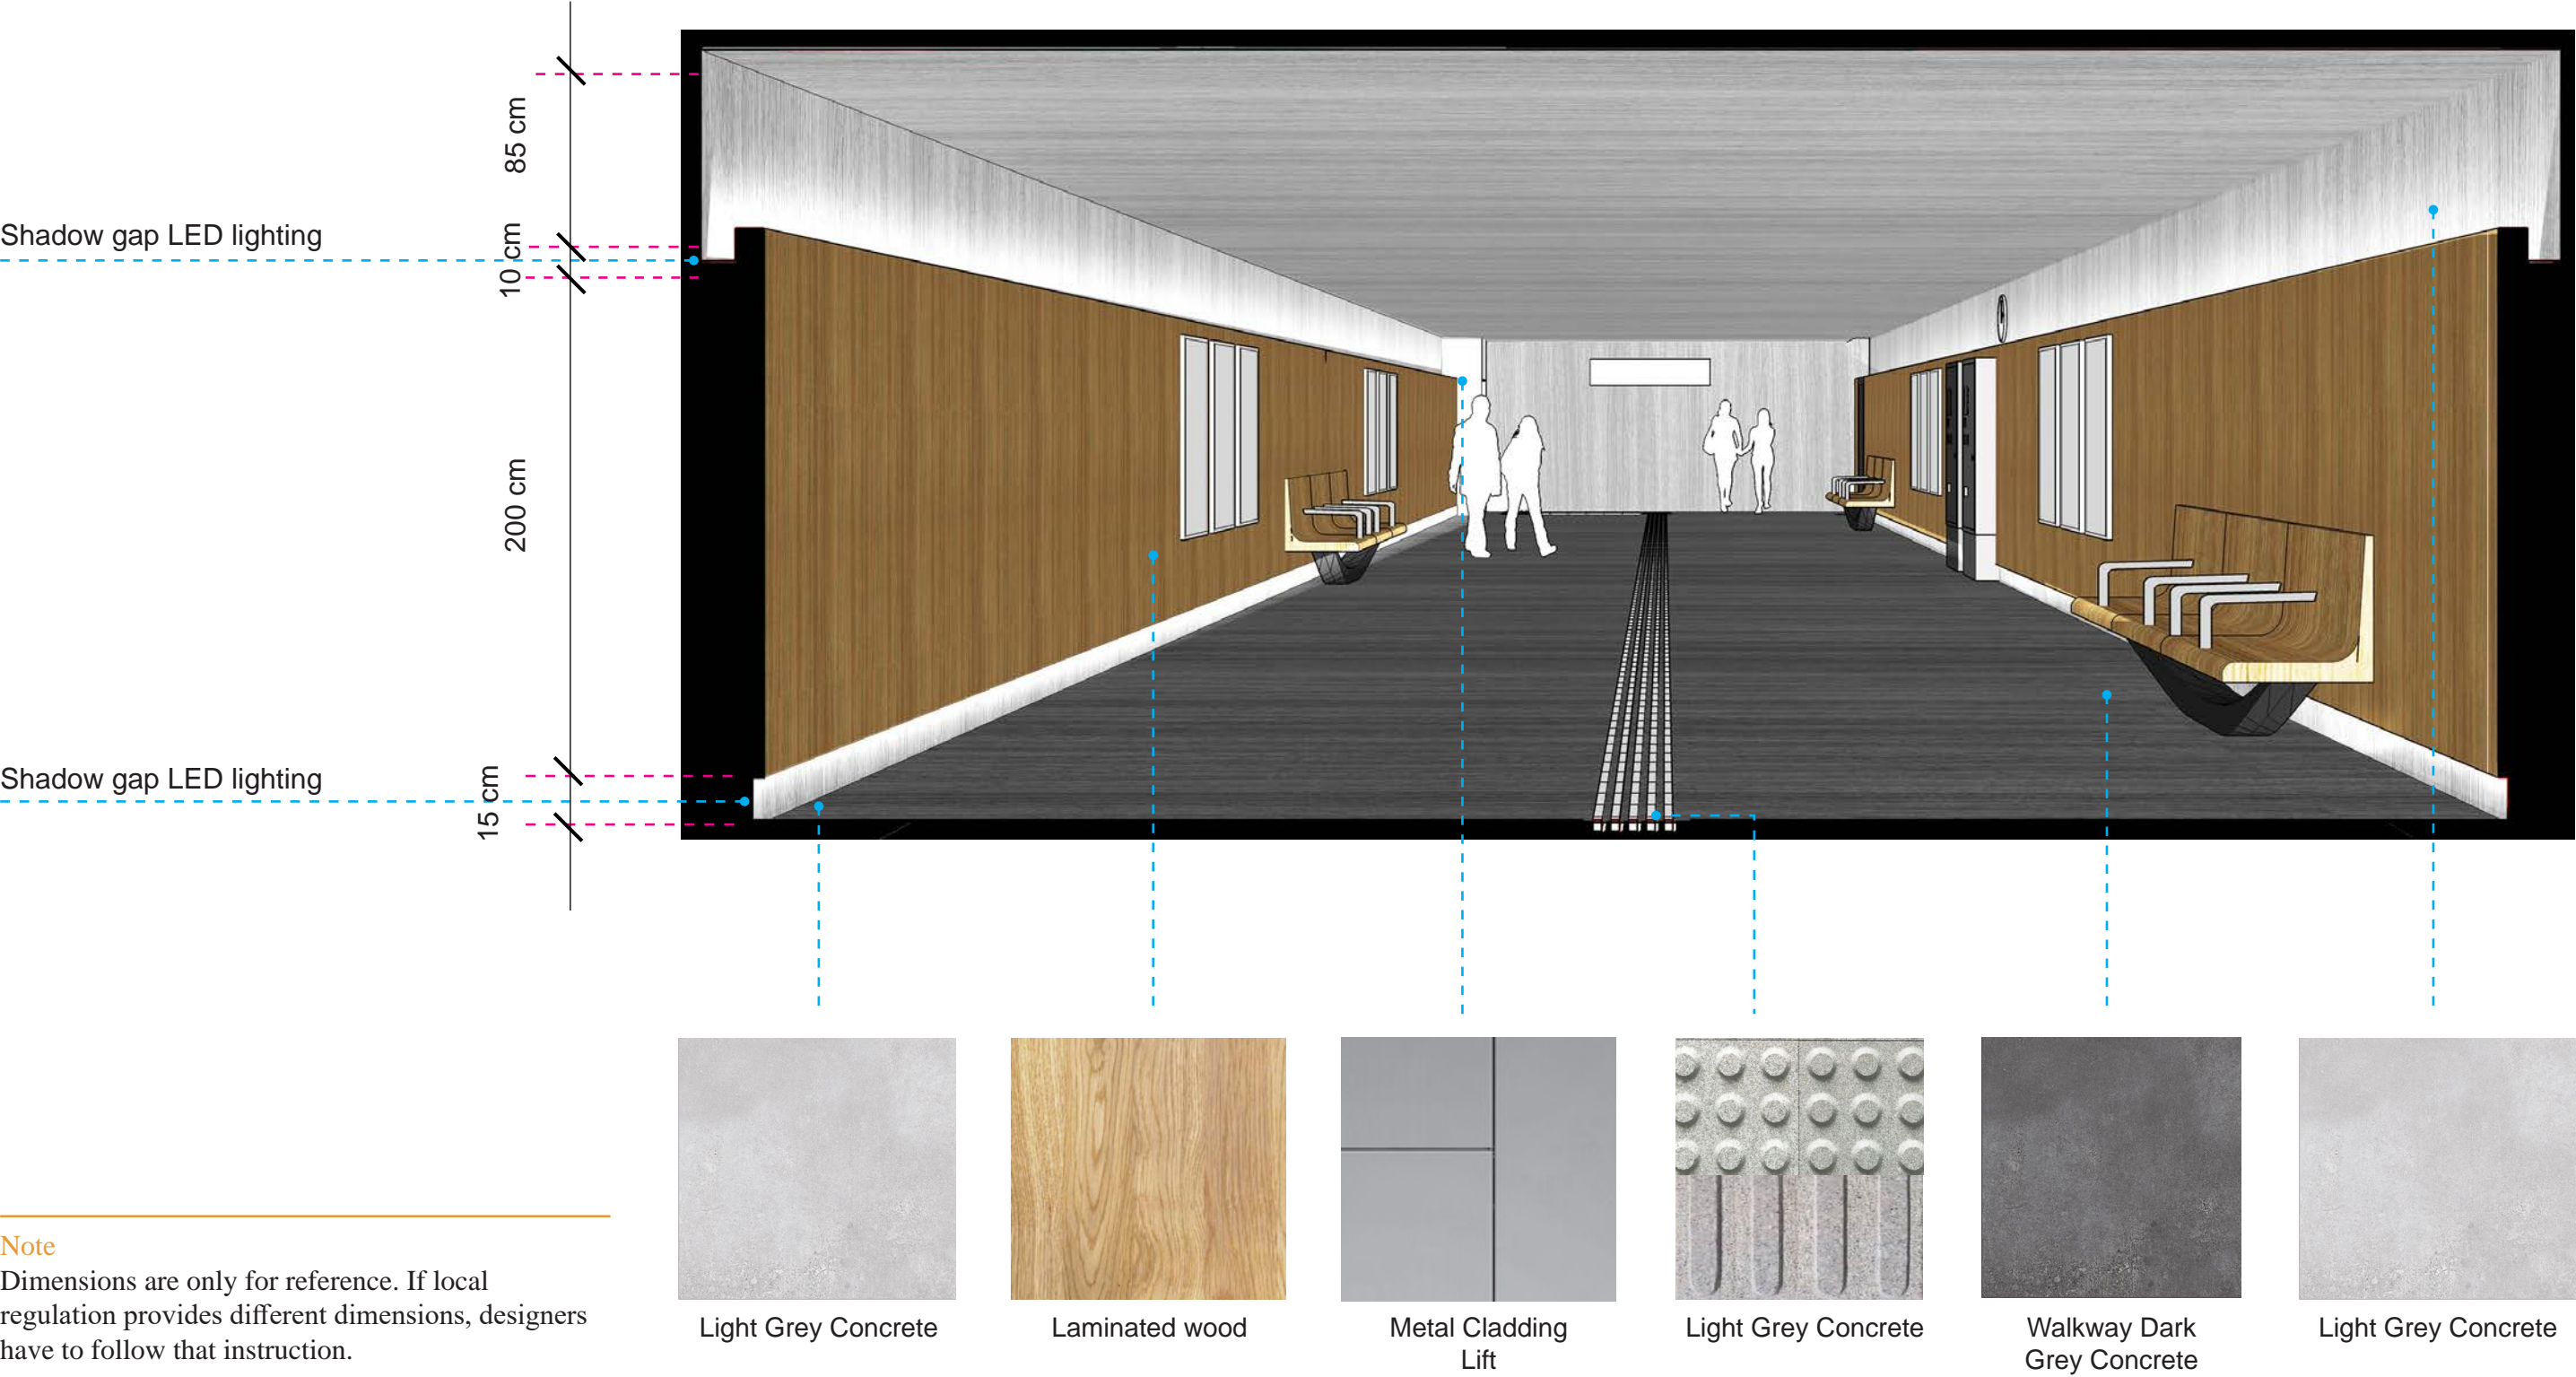 85 cm
Shadow gap LED lighting
10 cm
200 cm
Shadow gap LED lighting
15 cm
Note
Dimensions are only for reference. If local
regulation provides different dimensions, designers
have to follow that instruction.
Light Grey Concrete
Laminated wood
Metal Cladding
Lift
Light Grey Concrete
Walkway Dark
Grey Concrete
Light Grey Concrete